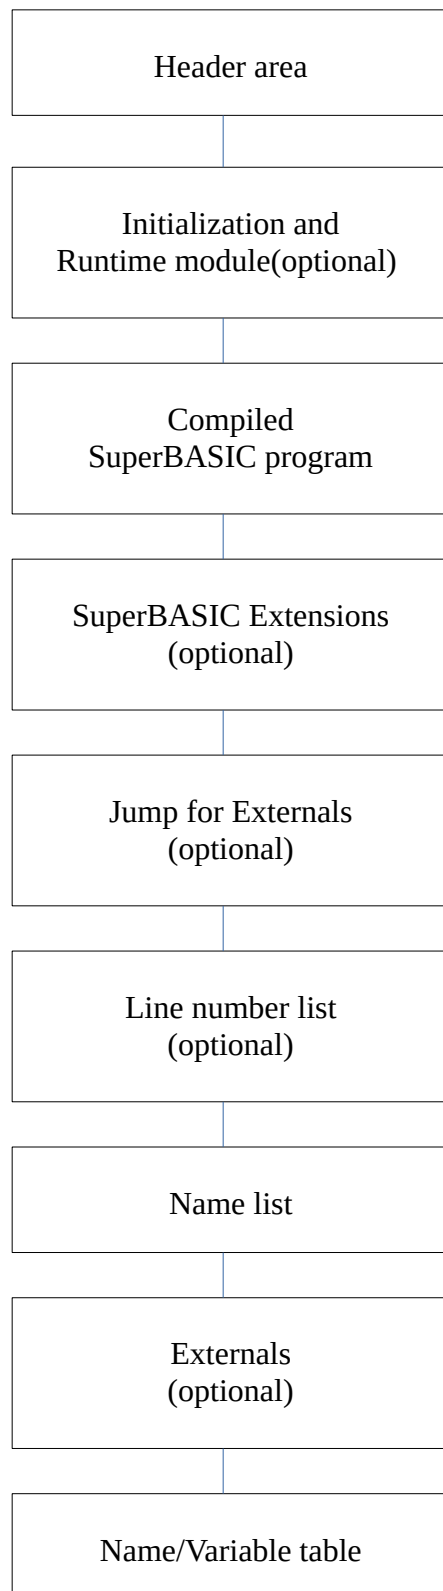 Header area
Initialization and
Runtime module(optional)
Compiled
SuperBASIC program
SuperBASIC Extensions
(optional)
Jump for Externals
(optional)
Line number list
(optional)
Name list
Externals
(optional)
Name/Variable table